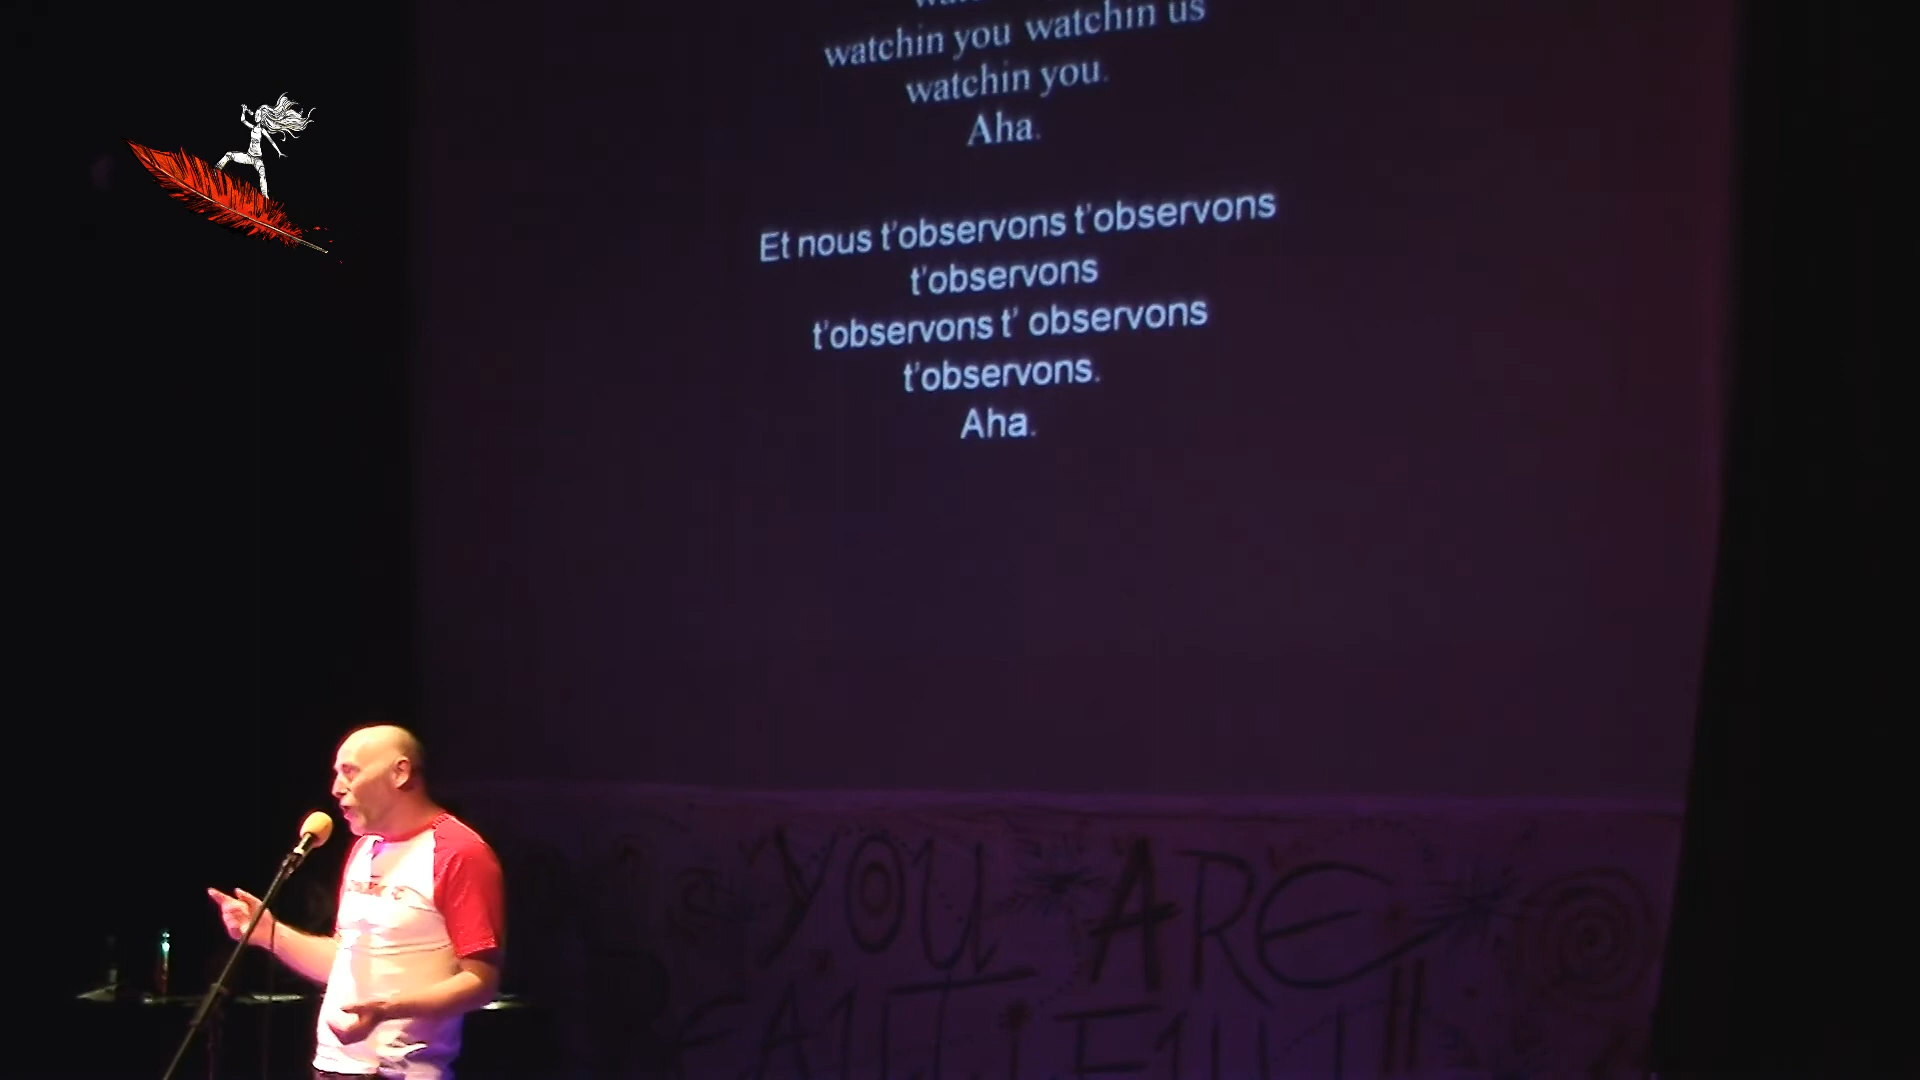 watchin you watchin us
watchin you.
Aha.
Et nous t'observons t'observons
t'observons
t'observons t' observons
t'observons.
Aha.
YOU ARE